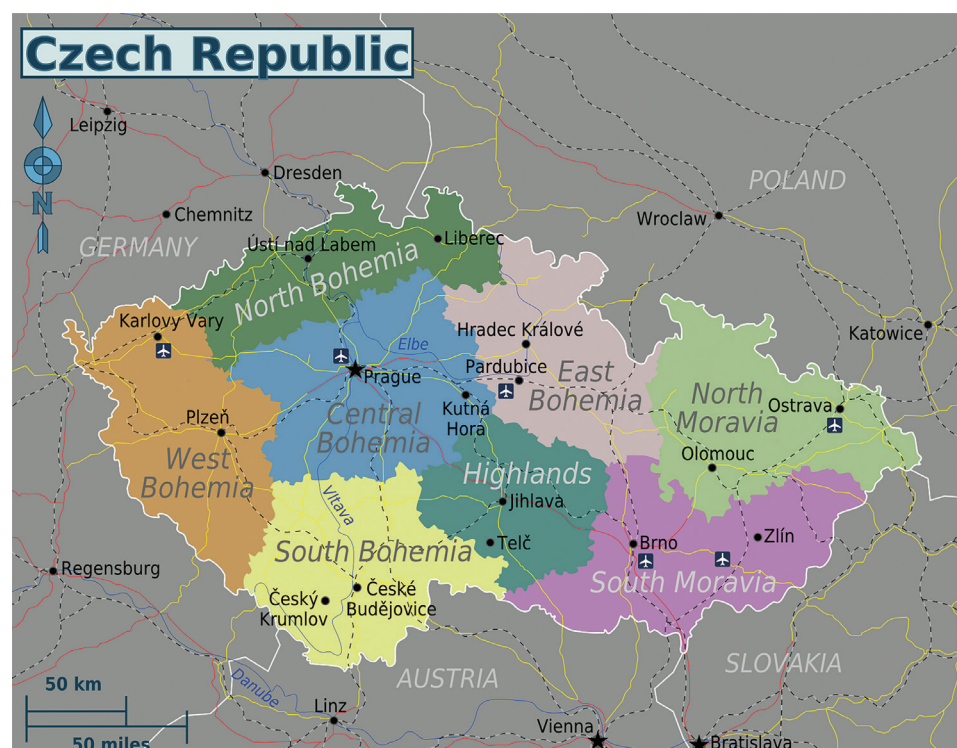 Czech Republic
Leipzig
Dresden
POLAND
N
Chemnitz
Wroclaw
GERMANY
Ústí nad Labem
Liberec
North Bohemia
Karlovy Vary
Hradec Králové
Katowice
Elbe
Prague
Pardubice
East
Bohemia
North
Moravia
Ostrava
Plzeň
Central
Bohemia
Kutná
Hora
West
Bohemia
Highlands
Olomouc
Vltava
Jihlava
South Bohemia
Telč
Brno
Zlín
Regensburg
South Moravia
Český
Krumlov
České
Budějovice
AUSTRIA
SLOVAKIA
50 km
Danube
Linz
Vienna
50 miles
Bratislava